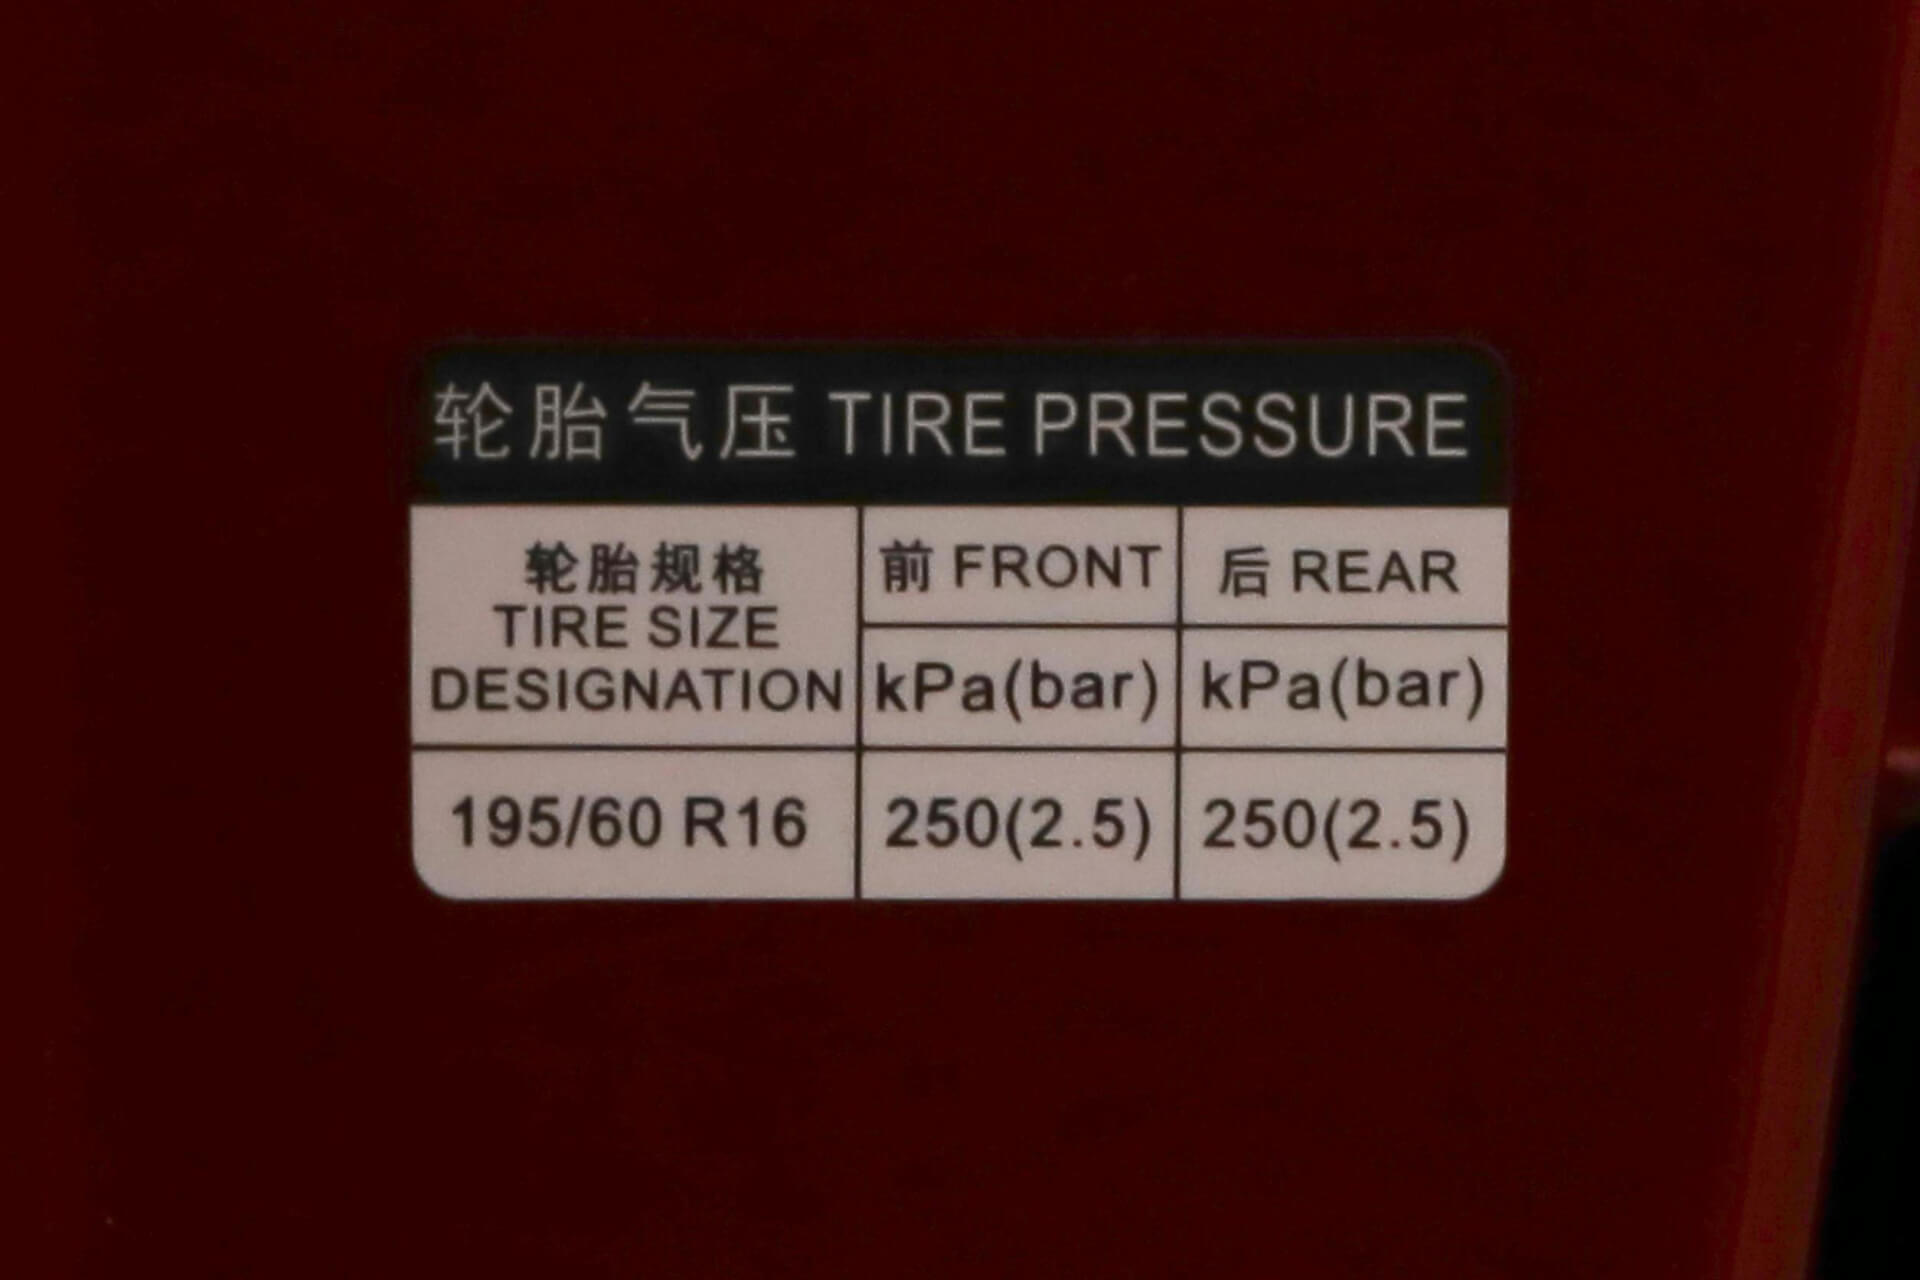 轮胎气压 TIRE PRESSURE
轮胎规格
TIRE SIZE
DESIGNATION
前 FRONT
后 REAR
kPa(bar)
kPa(bar)
195/60 R16
250(2.5)
250(2.5)